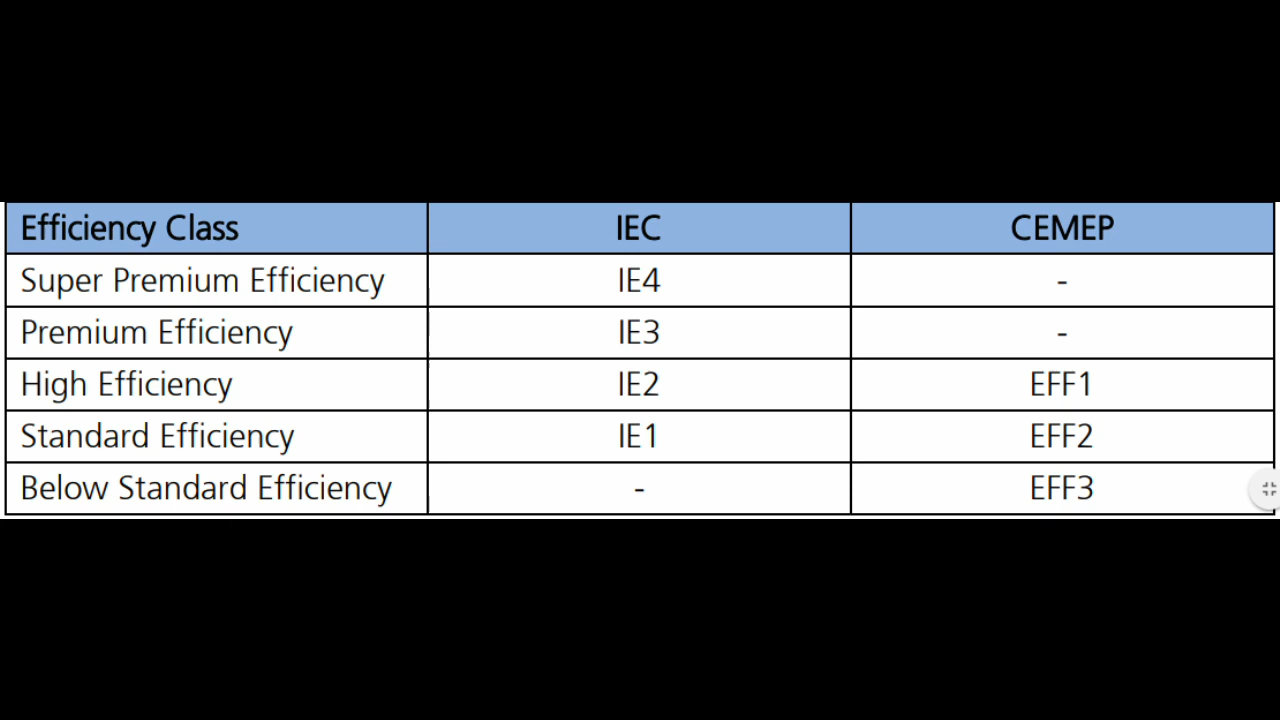 Efficiency Class IEC CEMEP
Super Premium Efficiency IE4 -
Premium Efficiency IE3 -
High Efficiency IE2 EFF1
Standard Efficiency IE1 EFF2
Below Standard Efficiency - EFF3